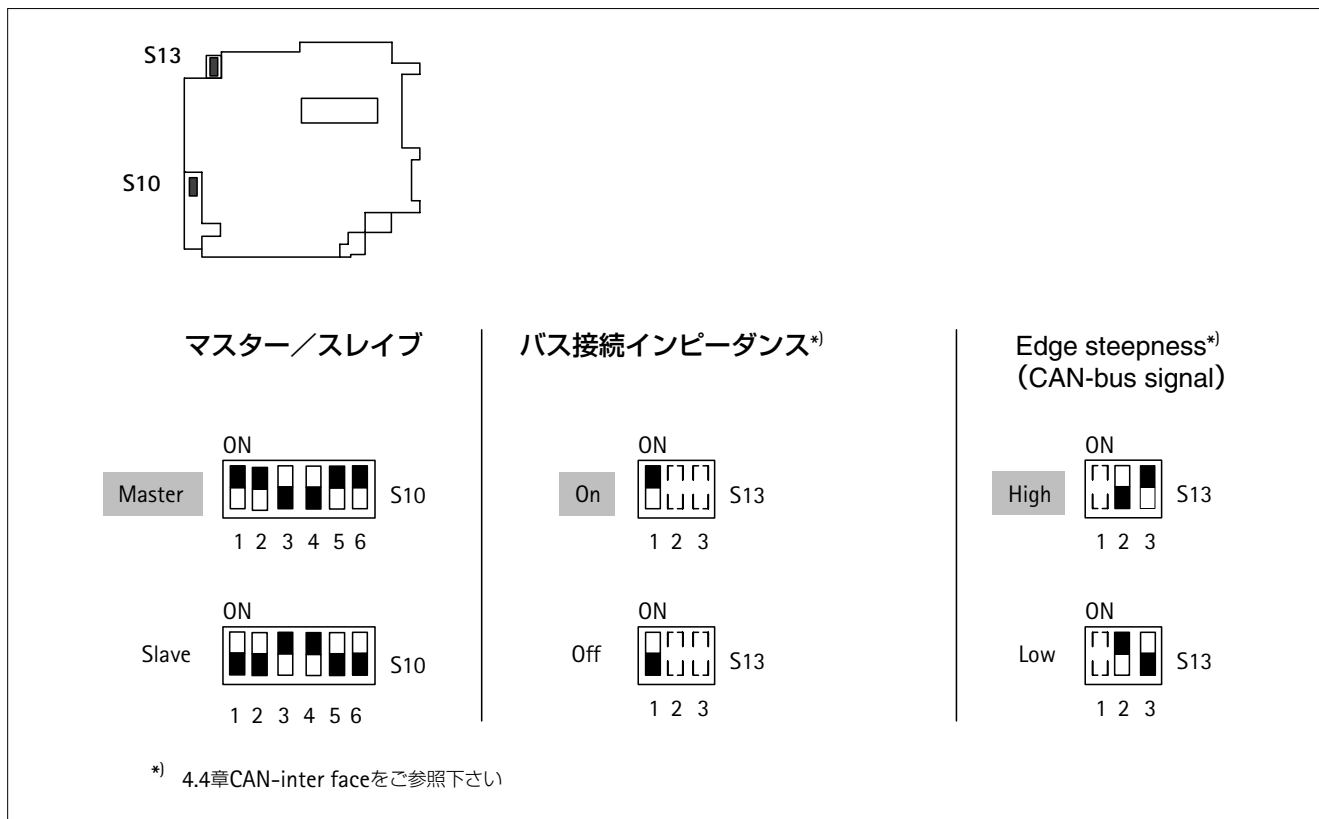 S13
S10
マスター／スレイブ
バス接続インピーダンス*)
Edge steepness*)
(CAN-bus signal)
ON
Master
S10
1 2 3 4 5 6
ON
On
S13
1 2 3
ON
High
S13
1 2 3
ON
Slave
S10
1 2 3 4 5 6
ON
Off
S13
1 2 3
ON
Low
S13
1 2 3
*) 4.4章CAN-inter faceをご参照下さい